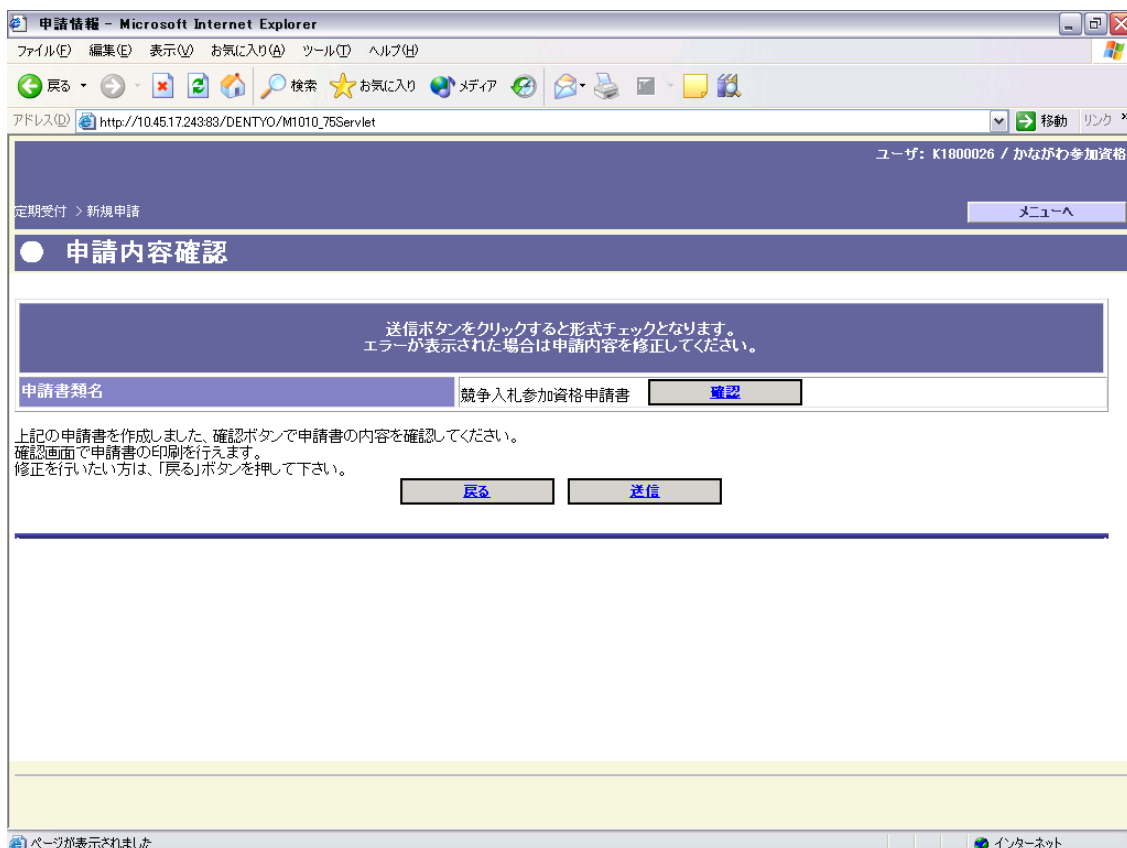 申請情報 - Microsoft Internet Explorer
ファイル(F) 編集(E) 表示(V) お気に入り(A) ツール(T) ヘルプ(H)
戻る 検索 お気に入り メディア
アドレス(D) http://10.45.17.243:83/DENTYO/M1010_75Servlet 移動 リンク »
ユーザ: K1800026 / かながわ参加資格
定期受付 > 新規申請 メニューへ
● 申請内容確認
送信ボタンをクリックすると形式チェックとなります。
エラーが表示された場合は申請内容を修正してください。
申請書類名 競争入札参加資格申請書 確認
上記の申請書を作成しました、確認ボタンで申請書の内容を確認してください。
確認画面で申請書の印刷を行えます。
修正を行いたい方は、「戻る」ボタンを押して下さい。
戻る 送信
ページが表示されました インターネット